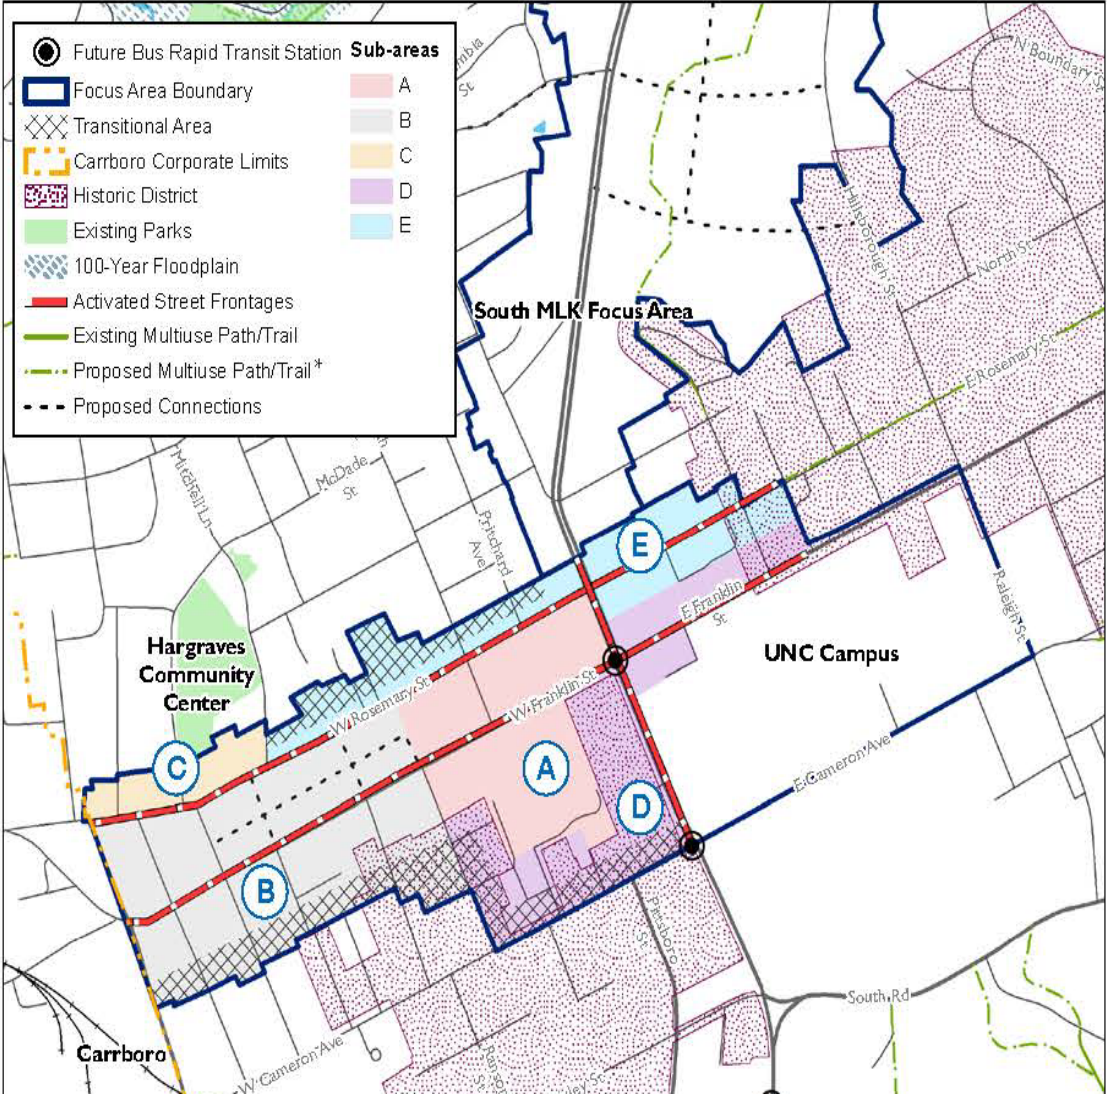 Future Bus Rapid Transit Station
Focus Area Boundary
Transitional Area
Carrboro Corporate Limits
Historic District
Existing Parks
100-Year Floodplain
Activated Street Frontages
Existing Multiuse Path/Trail
Proposed Multiuse Path/Trail*
Proposed Connections
Sub-areas
A
B
C
D
E
N Boundary St
Hillsborough St
North St
South MLK Focus Area
E Rosemary St
McDade
St
Mitchell Ln
Pritchard
Ave
E
E Franklin
St
Raleigh St
Hargraves
Community
Center
UNC Campus
W Rosemary St
W Franklin St
C
A
D
E Cameron Ave
B
Pittsboro
St
South Rd
Carrboro
W Cameron Ave